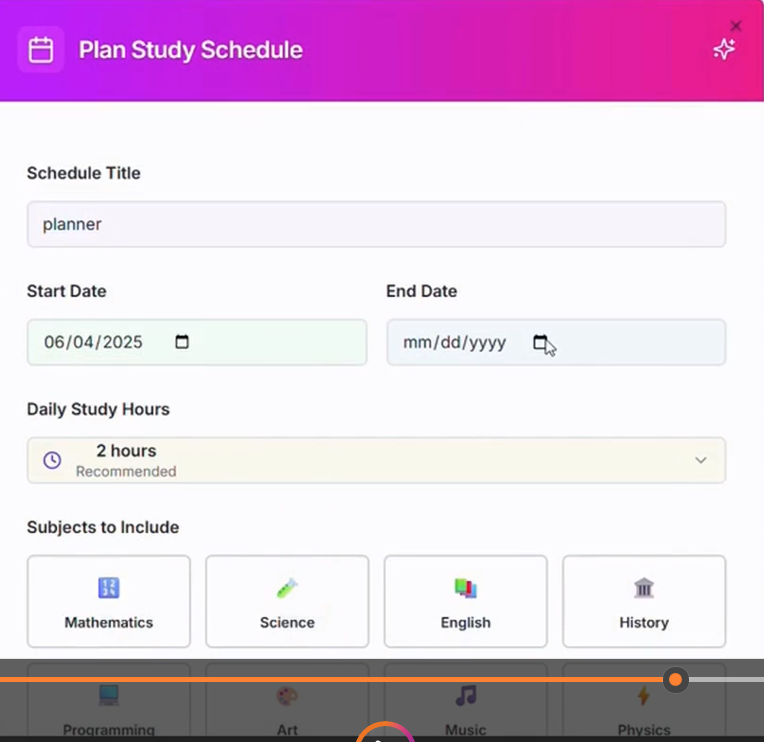 Plan Study Schedule
Schedule Title
planner
Start Date
End Date
06/04/2025
mm/dd/yyyy
Daily Study Hours
2 hours
Recommended
Subjects to Include
Mathematics
Science
English
History
Programming
Art
Music
Physics